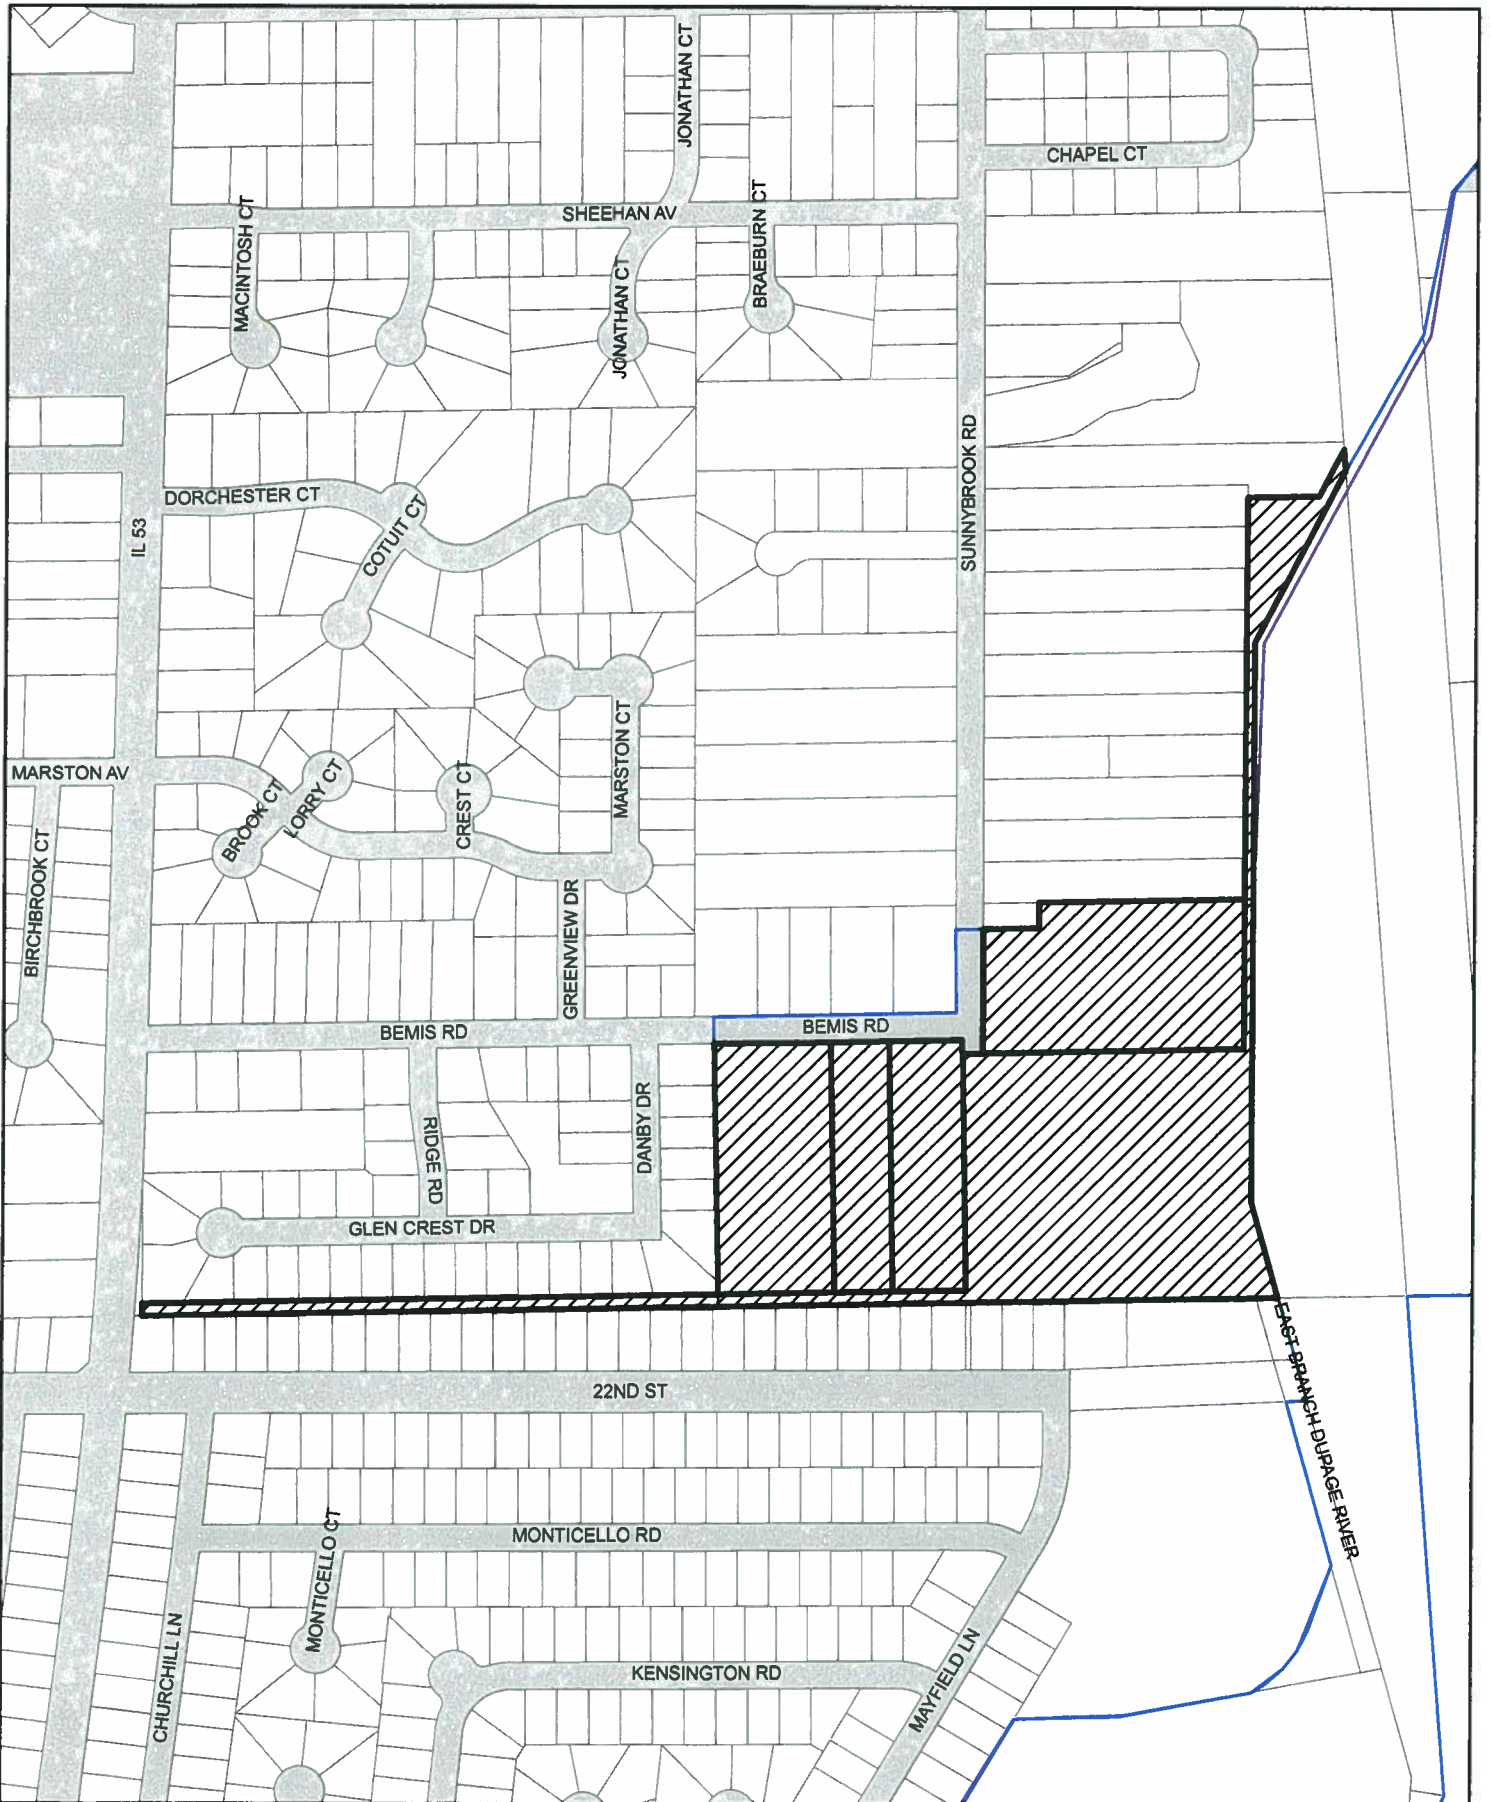 JONATHAN CT
CHAPEL CT
SHEEHAN AV
MACINTOSH CT
BRAEBURN CT
JONATHAN CT
SUNNYBROOK RD
DORCHESTER CT
COTUIT CT
IL 53
MARSTON AV
MARSTON CT
BROOK CT
LORRY CT
CREST CT
BIRCHBROOK CT
GREENVIEW DR
BEMIS RD
BEMIS RD
RIDGE RD
DANBY DR
GLEN CREST DR
EAST BRANCH DUPAGE RIVER
22ND ST
MONTICELLO RD
MONTICELLO CT
CHURCHILL LN
KENSINGTON RD
MAYFIELD LN